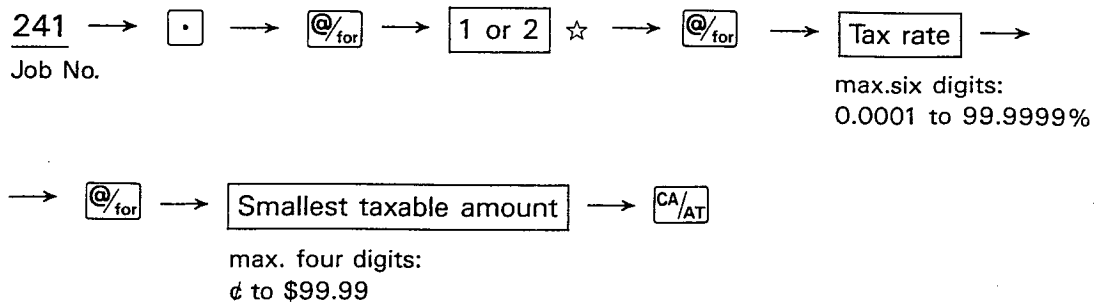 241 → · → @/for → 1 or 2 ☆ → @/for → Tax rate →
Job No.
max.six digits:
0.0001 to 99.9999%
→ @/for → Smallest taxable amount → CA/AT
max. four digits:
¢ to $99.99